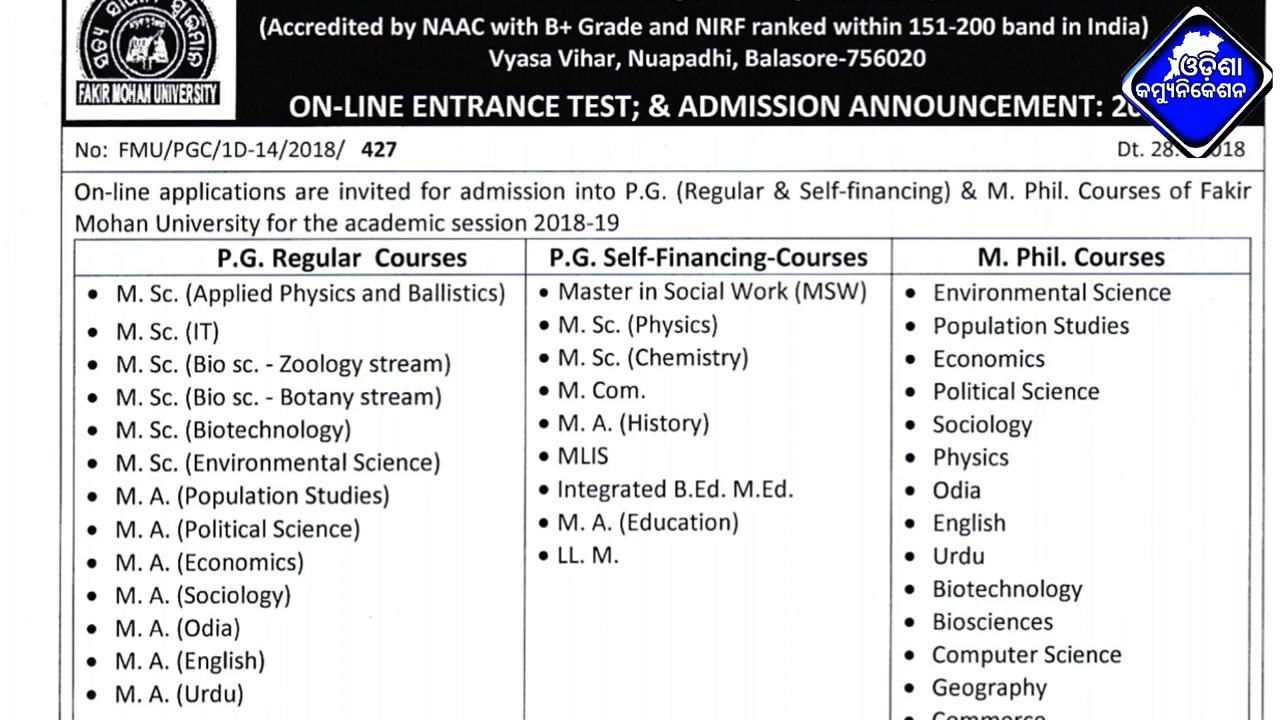 (Accredited by NAAC with B+ Grade and NIRF ranked within 151-200 band in India)
Vyasa Vihar, Nuapadhi, Balasore-756020
FAKIR MOHAN UNIVERSITY
ON-LINE ENTRANCE TEST; & ADMISSION ANNOUNCEMENT:
ଓଡ଼ିଶା
କମ୍ୟୁନିକେଶନ
No: FMU/PGC/1D-14/2018/ 427
Dt. 28.
On-line applications are invited for admission into P.G. (Regular & Self-financing) & M. Phil. Courses of Fakir
Mohan University for the academic session 2018-19
P.G. Regular Courses
• M. Sc. (Applied Physics and Ballistics)
• M. Sc. (IT)
• M. Sc. (Bio sc. - Zoology stream)
• M. Sc. (Bio sc. - Botany stream)
• M. Sc. (Biotechnology)
• M. Sc. (Environmental Science)
• M. A. (Population Studies)
• M. A. (Political Science)
• M. A. (Economics)
• M. A. (Sociology)
• M. A. (Odia)
• M. A. (English)
• M. A. (Urdu)
P.G. Self-Financing-Courses
• Master in Social Work (MSW)
• M. Sc. (Physics)
• M. Sc. (Chemistry)
• M. Com.
• M. A. (History)
• MLIS
• Integrated B.Ed. M.Ed.
• M. A. (Education)
• LL. M.
M. Phil. Courses
• Environmental Science
• Population Studies
• Economics
• Political Science
• Sociology
• Physics
• Odia
• English
• Urdu
• Biotechnology
• Biosciences
• Computer Science
• Geography